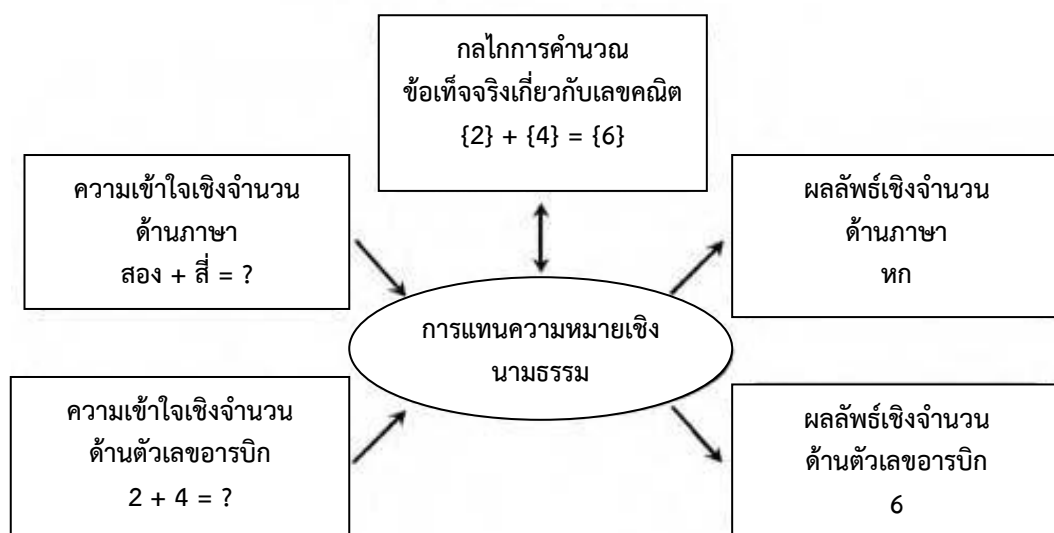 กลไกการคำนวณ
ข้อเท็จจริงเกี่ยวกับเลขคณิต
{2} + {4} = {6}
ความเข้าใจเชิงจำนวน
ด้านภาษา
สอง + สี่ = ?
ผลลัพธ์เชิงจำนวน
ด้านภาษา
หก
การแทนความหมายเชิง
นามธรรม
ความเข้าใจเชิงจำนวน
ด้านตัวเลขอารบิก
2 + 4 = ?
ผลลัพธ์เชิงจำนวน
ด้านตัวเลขอารบิก
6